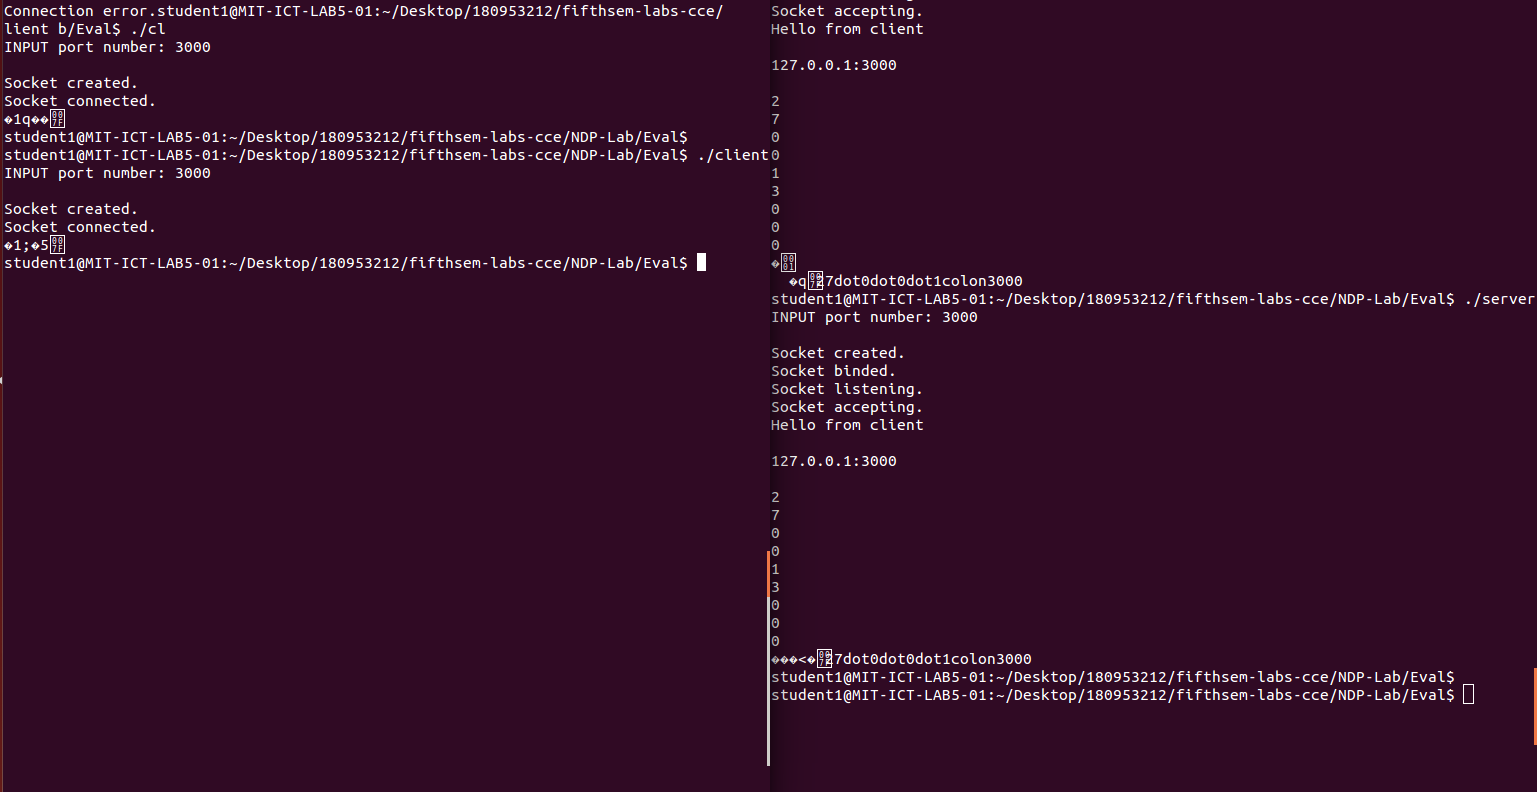 Connection error.student1@MIT-ICT-LAB5-01:~/Desktop/180953212/fifthsem-labs-cce/
lient b/Eval$ ./cl
INPUT port number: 3000
Socket created.
Socket connected.
�1q��
student1@MIT-ICT-LAB5-01:~/Desktop/180953212/fifthsem-labs-cce/NDP-Lab/Eval$
student1@MIT-ICT-LAB5-01:~/Desktop/180953212/fifthsem-labs-cce/NDP-Lab/Eval$ ./client
INPUT port number: 3000
Socket created.
Socket connected.
�1;�5
student1@MIT-ICT-LAB5-01:~/Desktop/180953212/fifthsem-labs-cce/NDP-Lab/Eval$
Socket accepting.
Hello from client
127.0.0.1:3000
2
7
0
0
1
3
0
0
0
�
�q27dot0dot0dot1colon3000
student1@MIT-ICT-LAB5-01:~/Desktop/180953212/fifthsem-labs-cce/NDP-Lab/Eval$ ./server
INPUT port number: 3000
Socket created.
Socket binded.
Socket listening.
Socket accepting.
Hello from client
127.0.0.1:3000
2
7
0
0
1
3
0
0
0
���<�27dot0dot0dot1colon3000
student1@MIT-ICT-LAB5-01:~/Desktop/180953212/fifthsem-labs-cce/NDP-Lab/Eval$
student1@MIT-ICT-LAB5-01:~/Desktop/180953212/fifthsem-labs-cce/NDP-Lab/Eval$